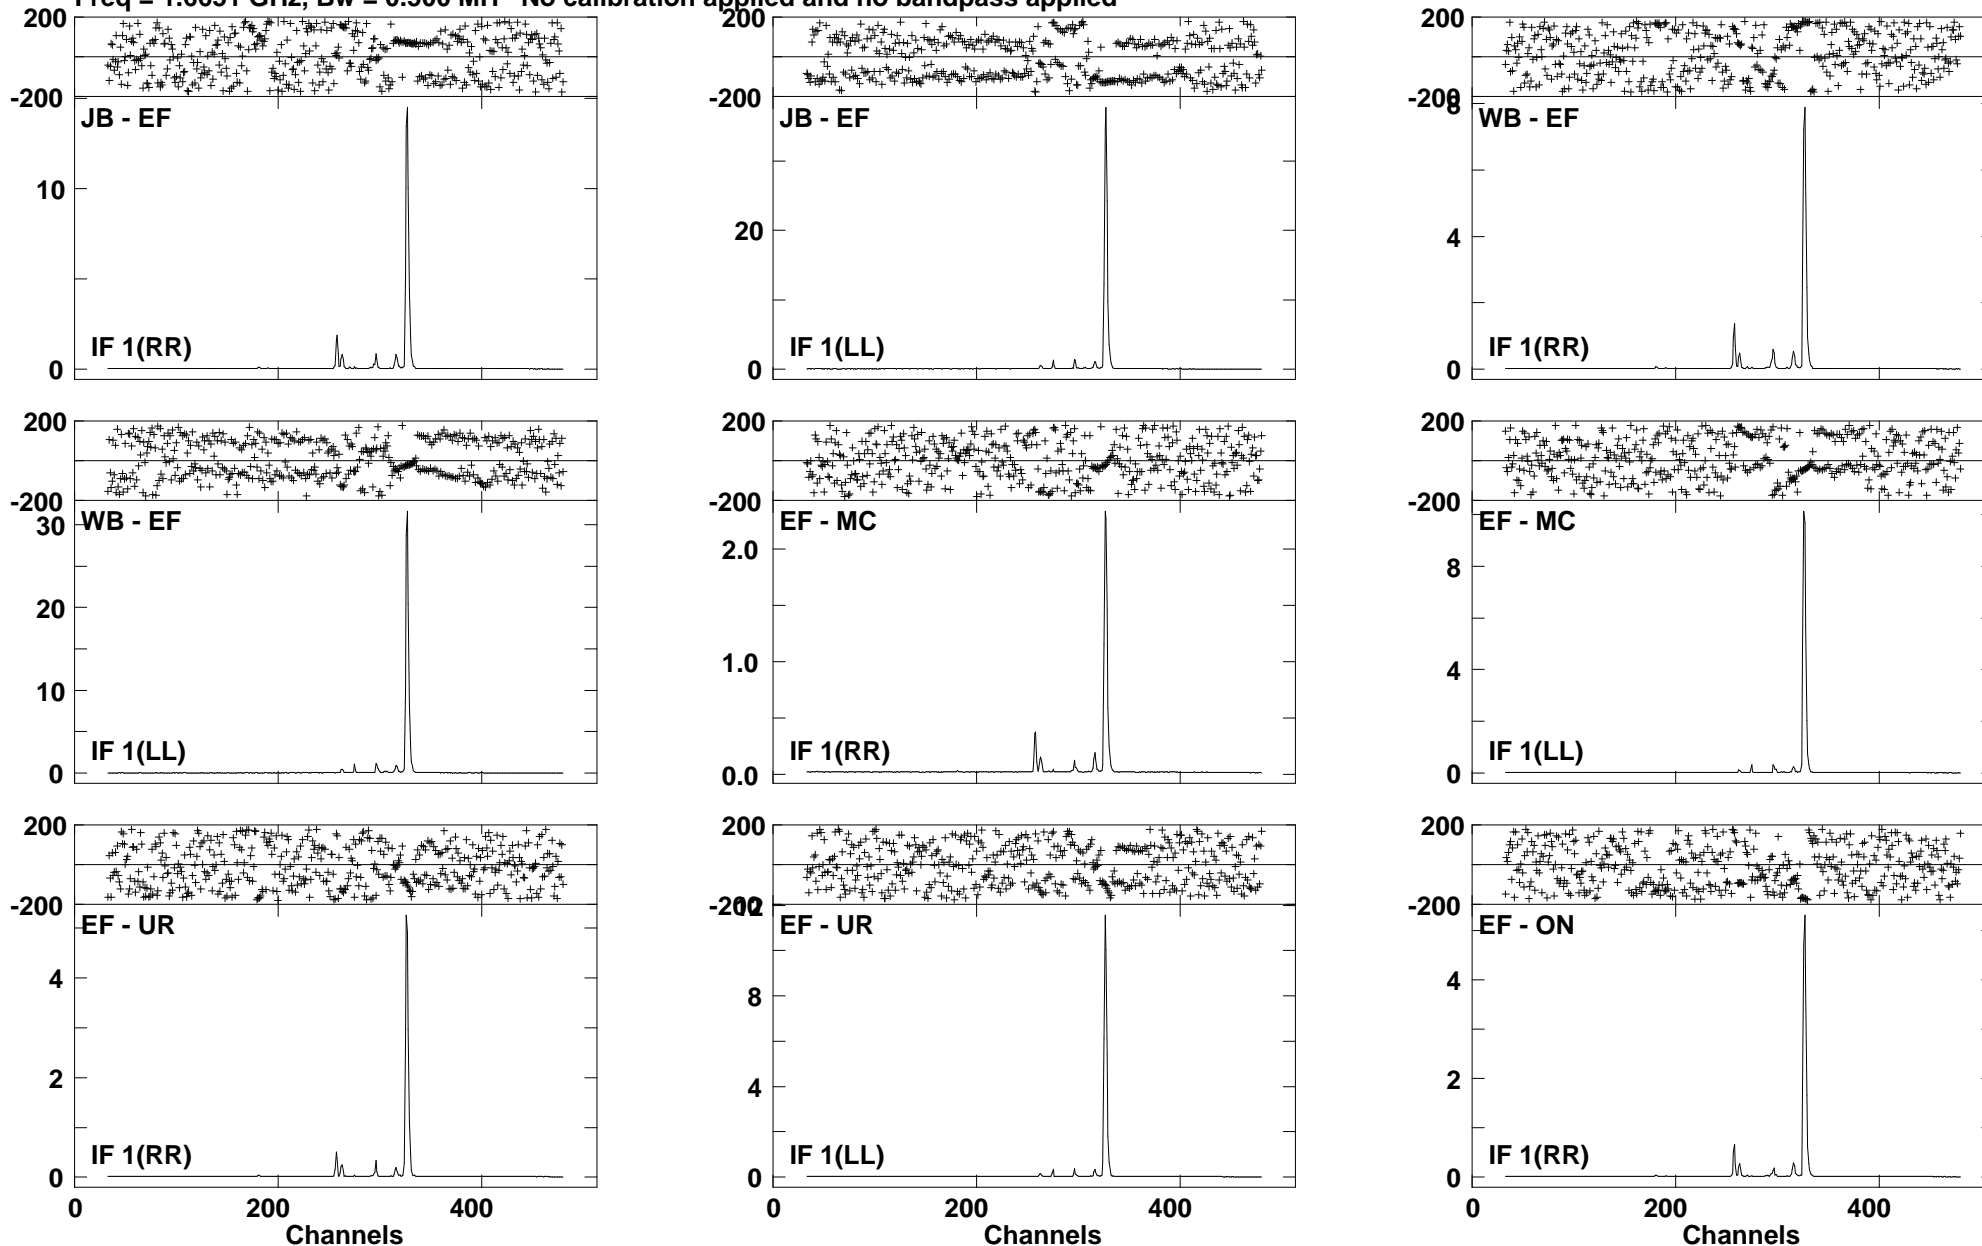 No calibration applied and no bandpass applied
200 200 200
-200 -200 -200
8
JB - EF JB - EF WB - EF
10 20 4
IF 1(RR) IF 1(LL) IF 1(RR)
0 0 0
200 200 200
-200 -200 -200
WB - EF EF - MC EF - MC
30 2.0 8
20 1.0 4
10
IF 1(LL) IF 1(RR) IF 1(LL)
0 0.0 0
200 200 200
-200 -200 -200
12
EF - UR EF - UR EF - ON
4 8 4
2 4 2
IF 1(RR) IF 1(LL) IF 1(RR)
0 0 0
0 200 400 0 200 400 0 200 400
Channels Channels Channels